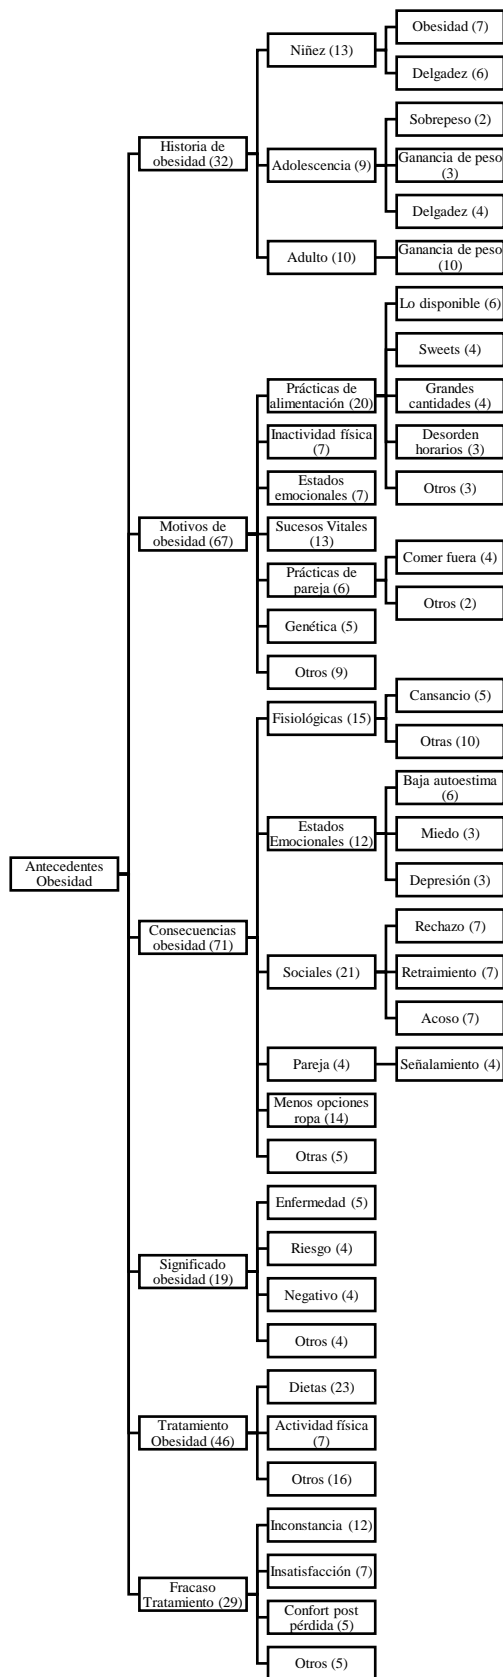 Antecedentes
Obesidad
Historia de
obesidad (32)
Niñez (13)
Obesidad (7)
Delgadez (6)
Adolescencia (9)
Sobrepeso (2)
Ganancia de peso
(3)
Delgadez (4)
Adulto (10)
Ganancia de peso
(10)
Motivos de
obesidad (67)
Prácticas de
alimentación (20)
Lo disponible (6)
Sweets (4)
Grandes
cantidades (4)
Desorden
horarios (3)
Otros (3)
Inactividad física
(7)
Estados
emocionales (7)
Sucesos Vitales
(13)
Prácticas de
pareja (6)
Comer fuera (4)
Otros (2)
Genética (5)
Otros (9)
Consecuencias
obesidad (71)
Fisiológicas (15)
Cansancio (5)
Otras (10)
Estados
Emocionales (12)
Baja autoestima
(6)
Miedo (3)
Depresión (3)
Sociales (21)
Rechazo (7)
Retraimiento (7)
Acoso (7)
Pareja (4)
Señalamiento (4)
Menos opciones
ropa (14)
Otras (5)
Significado
obesidad (19)
Enfermedad (5)
Riesgo (4)
Negativo (4)
Otros (4)
Tratamiento
Obesidad (46)
Dietas (23)
Actividad física
(7)
Otros (16)
Fracaso
Tratamiento (29)
Inconstancia (12)
Insatisfacción (7)
Confort post
pérdida (5)
Otros (5)